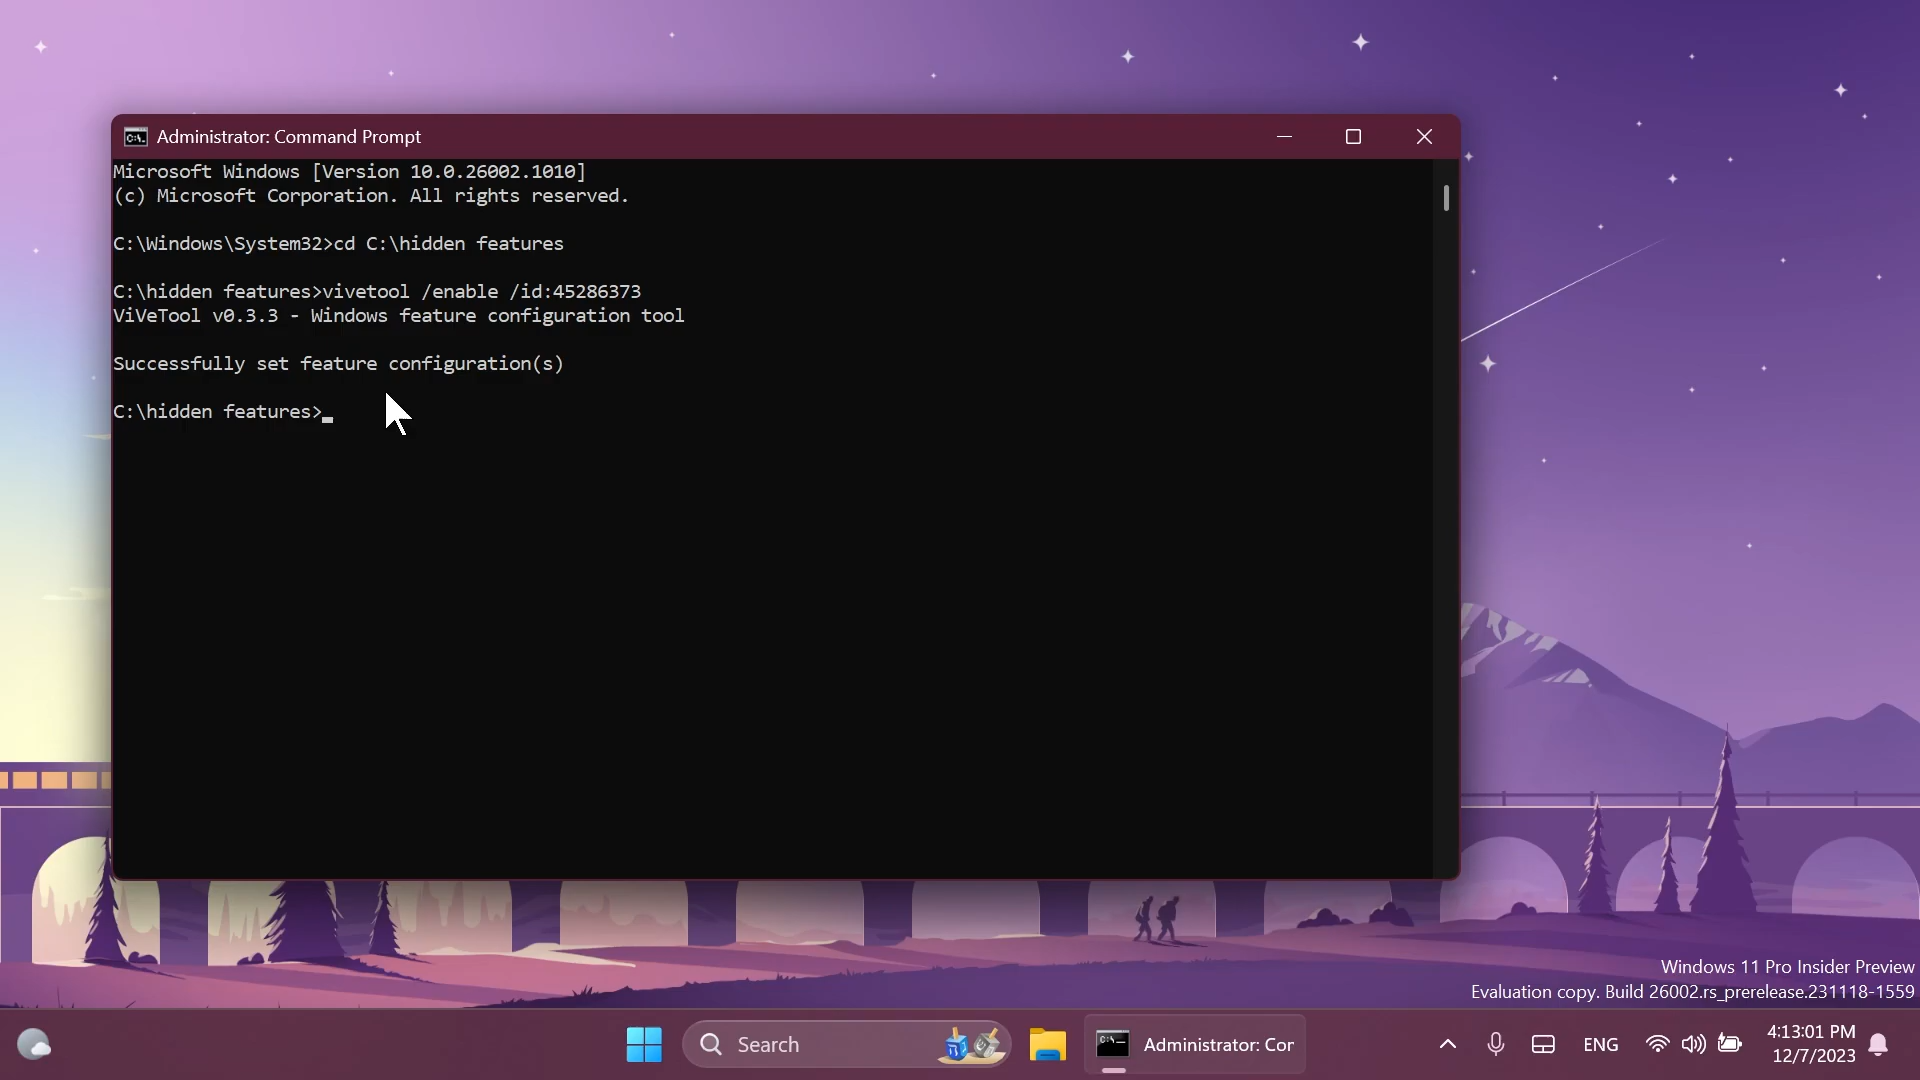 Administrator: Command Prompt
Microsoft Windows [Version 10.0.26002.1010]
(c) Microsoft Corporation. All rights reserved.
C:\Windows\System32>cd C:\hidden features
C:\hidden features>vivetool /enable /id:45286373
ViVeTool v0.3.3 - Windows feature configuration tool
Successfully set feature configuration(s)
C:\hidden features>_
Windows 11 Pro Insider Preview
Evaluation copy. Build 26002.rs_prerelease.231118-1559
Search
Administrator: Cor
ENG
4:13:01 PM
12/7/2023